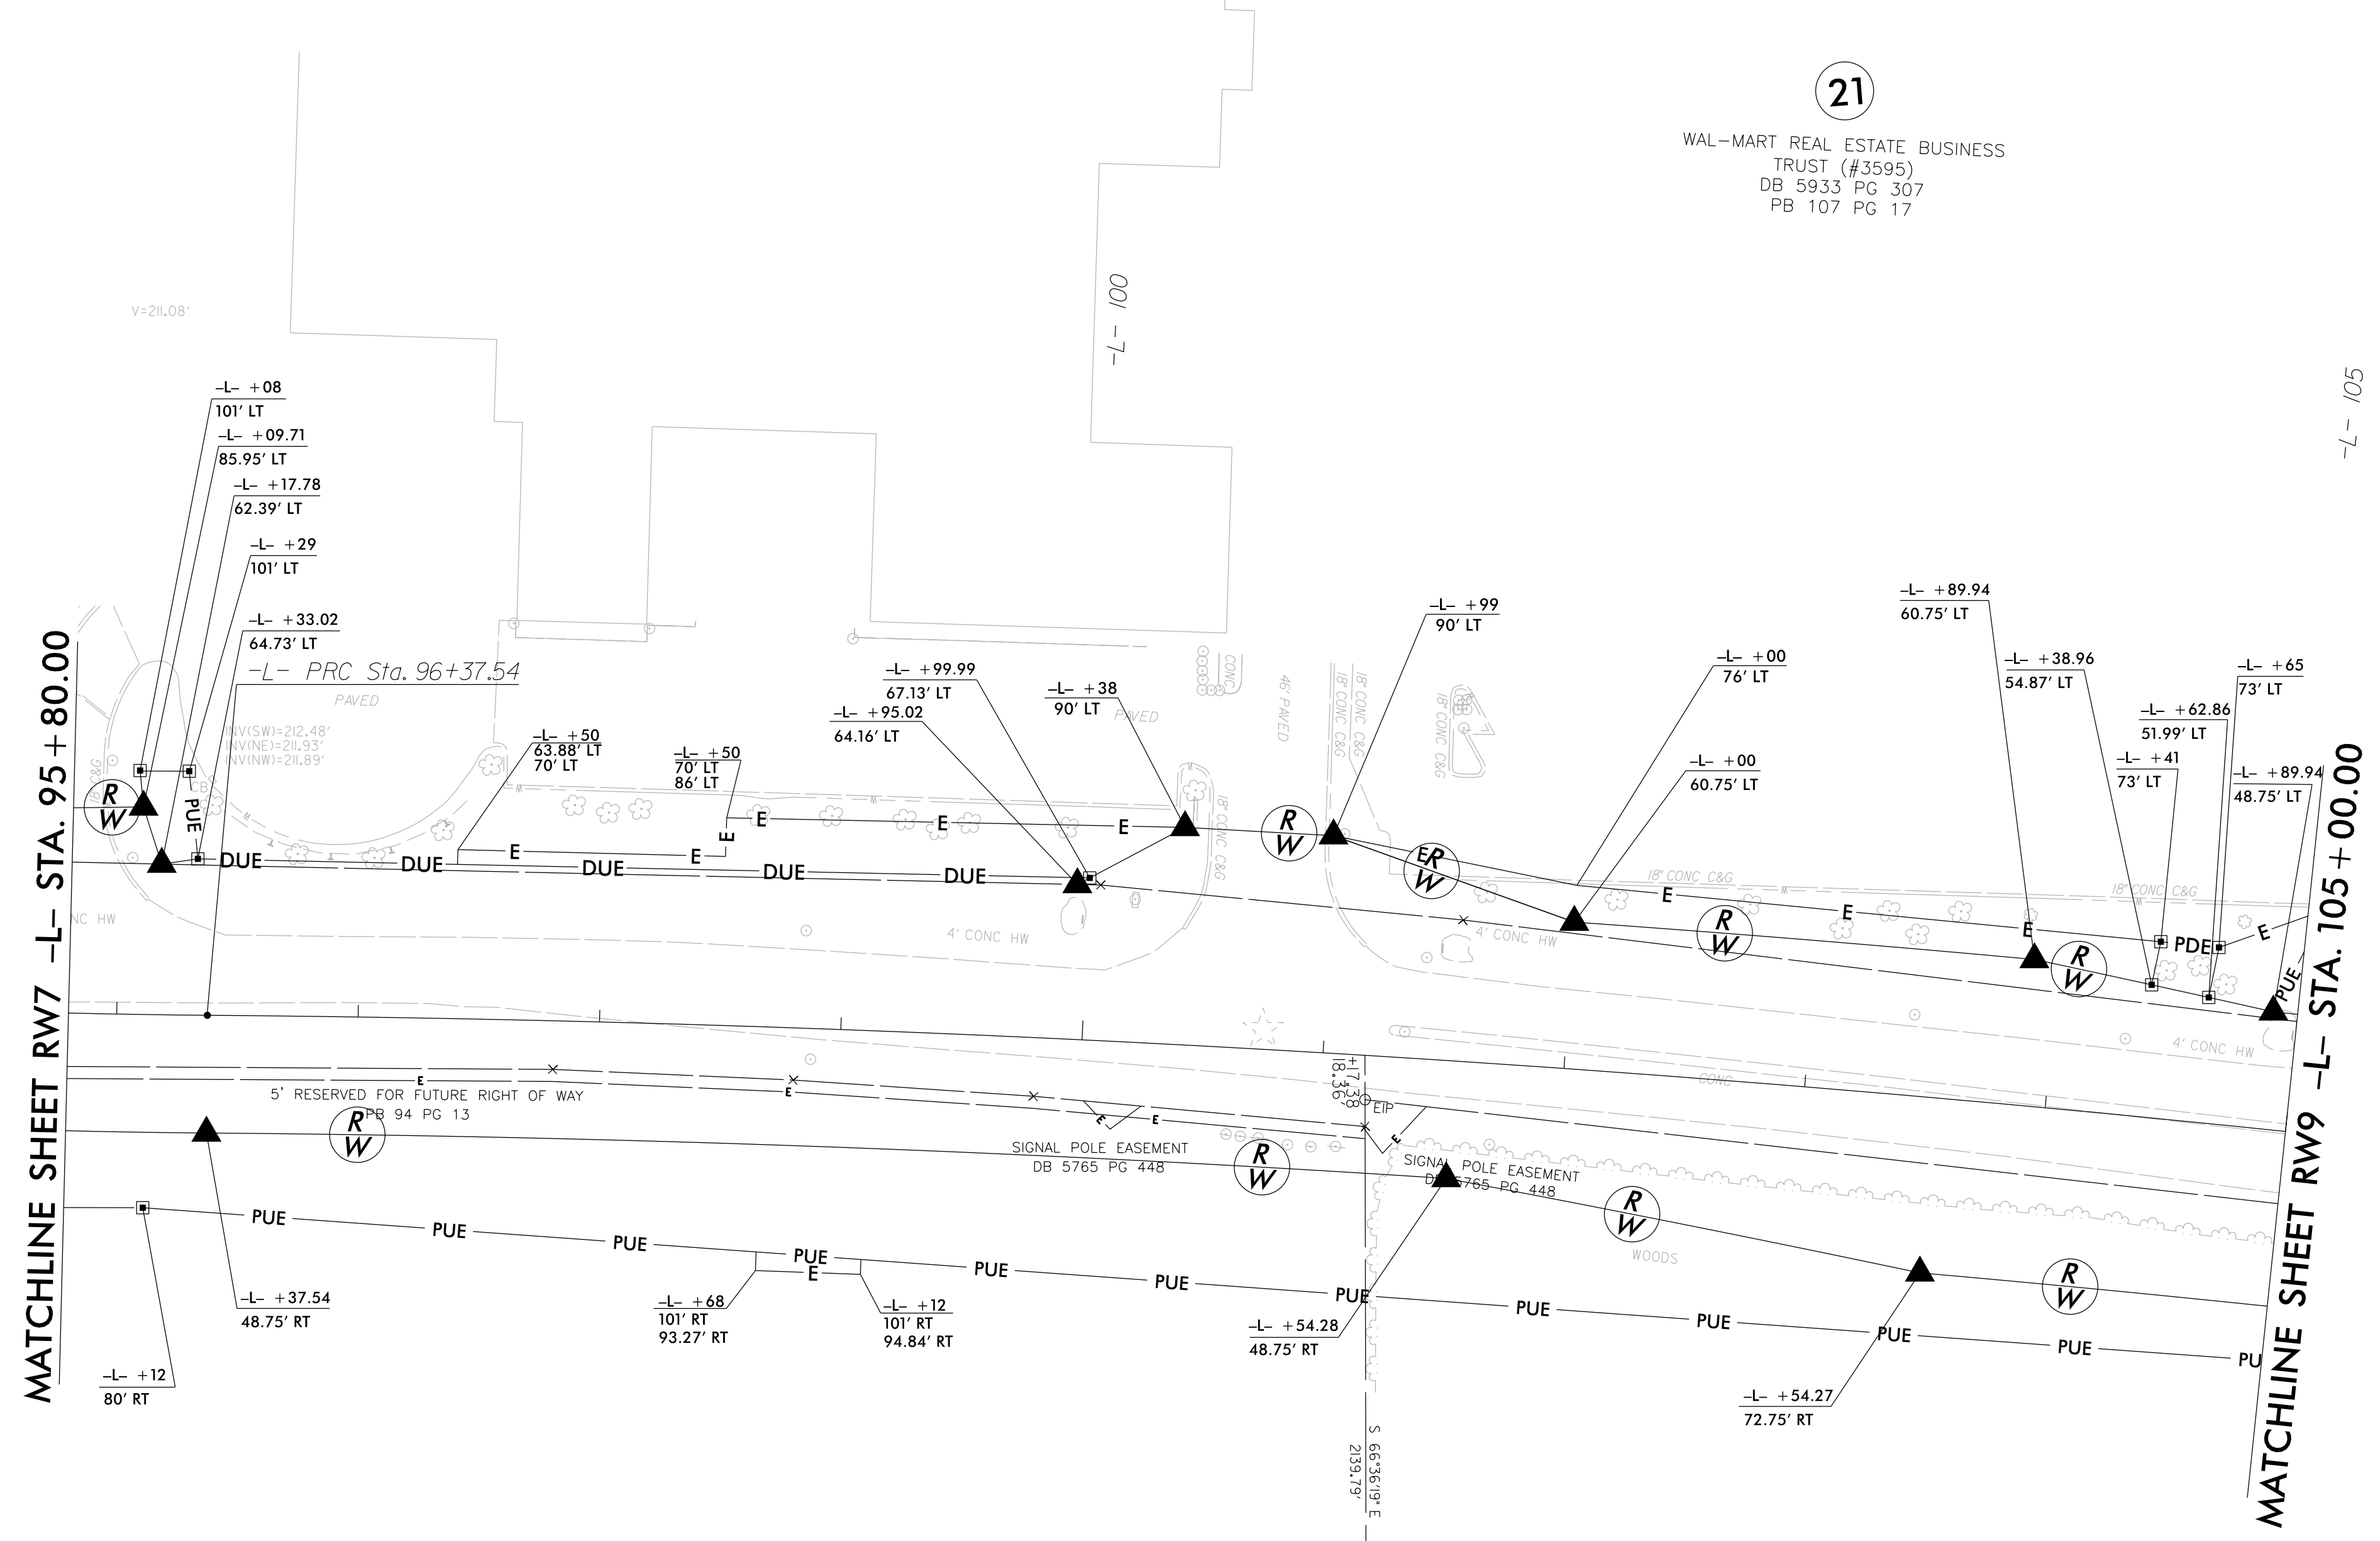 21
WAL-MART REAL ESTATE BUSINESS
TRUST (#3595)
DB 5933 PG 307
PB 107 PG 17
-L- 100
-L- 105
V=211.08'
-L- +08
101' LT
-L- +09.71
85.95' LT
-L- +17.78
62.39' LT
-L- +29
101' LT
-L- +33.02
64.73' LT
-L- PRC Sta. 96+37.54
PAVED
INV(SW)=212.48'
INV(NE)=211.93'
INV(NW)=211.89'
CB
18" C&G
MATCHLINE SHEET RW7 -L- STA. 95+80.00
R
W
PUE
-L- +50
63.88' LT
70' LT
-L- +50
70' LT
86' LT
-L- +99.99
67.13' LT
-L- +95.02
64.16' LT
-L- +38
90' LT
PAVED
CONC
46' PAVED
18" CONC C&G
18" CONC C&G
18" CONC C&G
18" CONC C&G
-L- +99
90' LT
-L- +00
76' LT
-L- +00
60.75' LT
-L- +89.94
60.75' LT
-L- +38.96
54.87' LT
-L- +65
73' LT
-L- +62.86
51.99' LT
-L- +41
73' LT
-L- +89.94
48.75' LT
MATCHLINE SHEET RW9 -L- STA. 105+00.00
E E E
E
E E
DUE DUE DUE DUE DUE
R
W
E
R
W
18" CONC C&G
18" CONC C&G
E E E
R
W
R
W
PDE
E
PUE
NC HW
4' CONC HW
4' CONC HW
4' CONC HW
CONC
+17.38
18.36'
EIP
E E E E E
5' RESERVED FOR FUTURE RIGHT OF WAY
PB 94 PG 13
R
W
SIGNAL POLE EASEMENT
DB 5765 PG 448
R
W
SIGNAL POLE EASEMENT
DB 5765 PG 448
R
W
WOODS
R
W
PUE PUE PUE PUE PUE PUE PUE PUE PUE PUE PUE PU
E
-L- +37.54
48.75' RT
-L- +68
101' RT
93.27' RT
-L- +12
101' RT
94.84' RT
-L- +54.28
48.75' RT
-L- +12
80' RT
-L- +54.27
72.75' RT
S 66°36'19" E
2139.79'